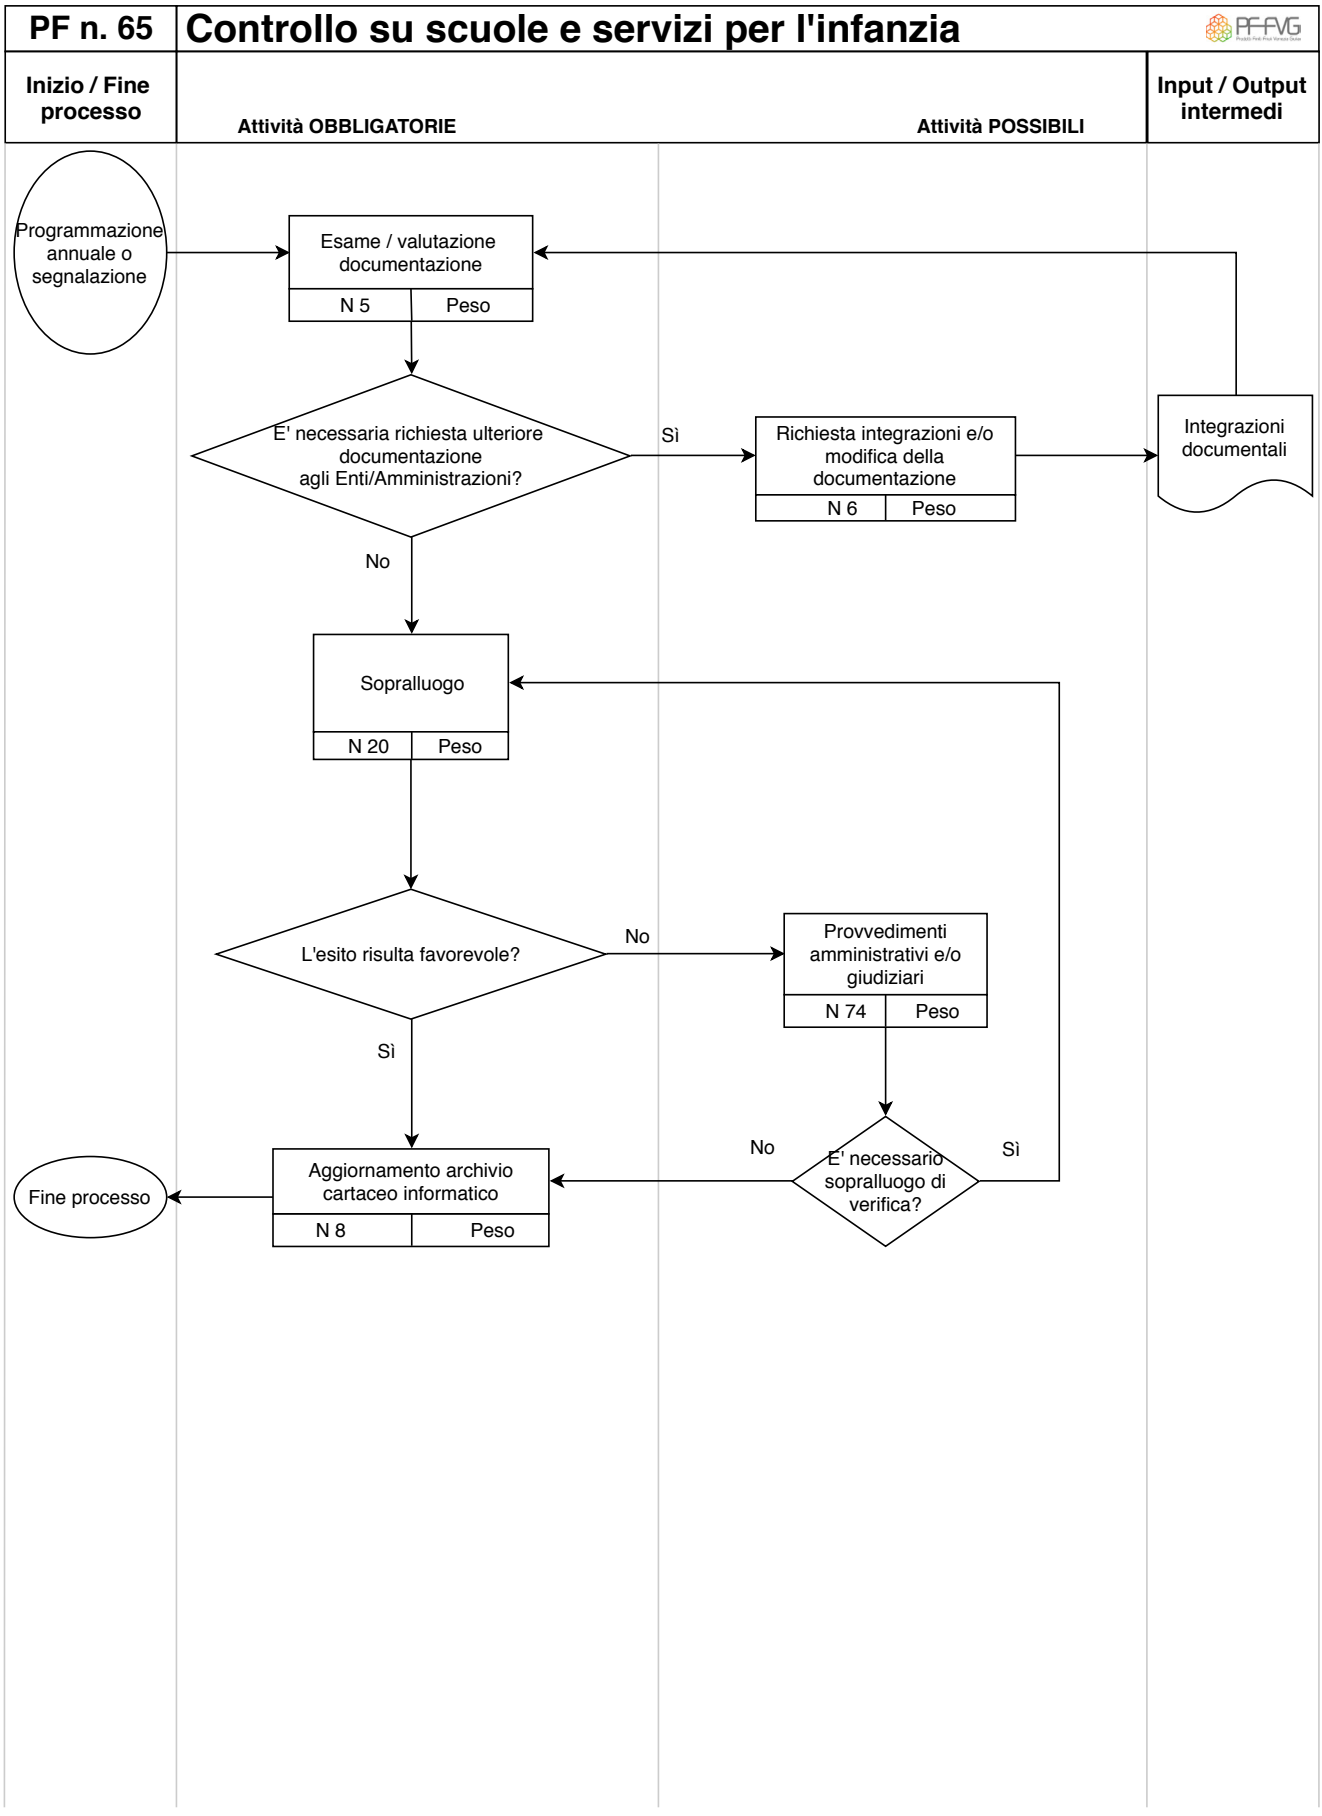 PF n. 65
Controllo su scuole e servizi per l'infanzia
PF-FVG
Inizio / Fine
processo
Attività OBBLIGATORIE
Attività POSSIBILI
Input / Output
intermedi
Programmazione
annuale o
segnalazione
Esame / valutazione
documentazione
N 5
Peso
E' necessaria richiesta ulteriore
documentazione
agli Enti/Amministrazioni?
Sì
Richiesta integrazioni e/o
modifica della
documentazione
N 6
Peso
Integrazioni
documentali
No
Sopralluogo
N 20
Peso
L'esito risulta favorevole?
No
Provvedimenti
amministrativi e/o
giudiziari
N 74
Peso
Sì
No
E' necessario
sopralluogo di
verifica?
Sì
Aggiornamento archivio
cartaceo informatico
N 8
Peso
Fine processo